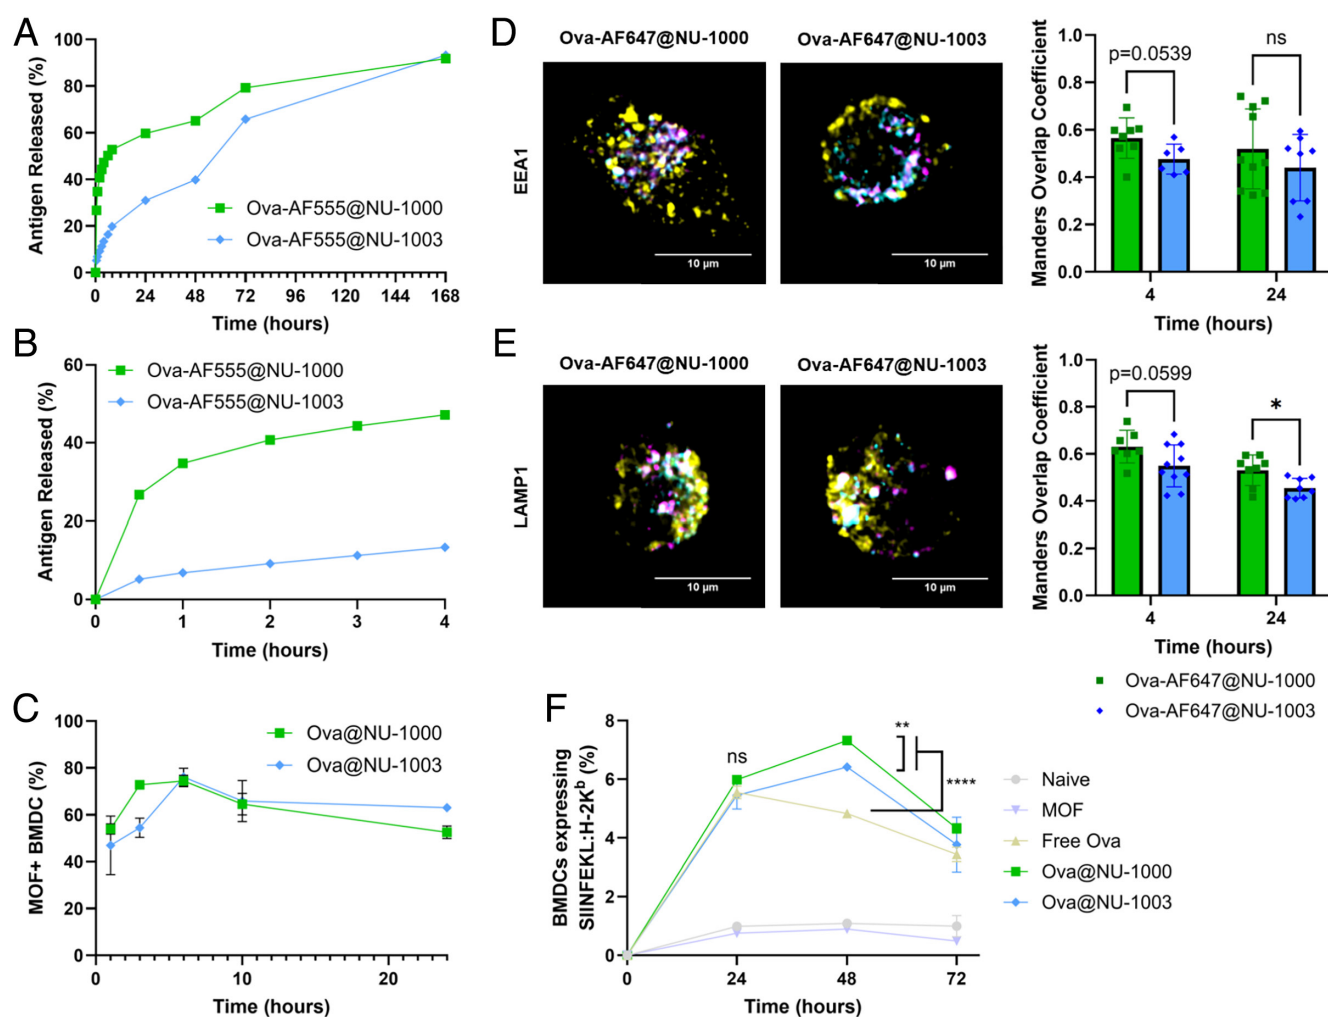 A
Antigen Released (%)
100
80
60
40
20
0
Ova-AF555@NU-1000
Ova-AF555@NU-1003
0 24 48 72 96 120 144 168
Time (hours)
B
Antigen Released (%)
60
40
20
0
Ova-AF555@NU-1000
Ova-AF555@NU-1003
0 1 2 3 4
Time (hours)
C
MOF+ BMDC (%)
100
80
60
40
20
0
Ova@NU-1000
Ova@NU-1003
0 10 20
Time (hours)
D
Ova-AF647@NU-1000
Ova-AF647@NU-1003
EEA1
10 µm
10 µm
Manders Overlap Coefficient
1.0
0.8
0.6
0.4
0.2
0.0
p=0.0539
ns
4 24
Time (hours)
E
Ova-AF647@NU-1000
Ova-AF647@NU-1003
LAMP1
10 µm
10 µm
Manders Overlap Coefficient
1.0
0.8
0.6
0.4
0.2
0.0
p=0.0599
*
4 24
Time (hours)
Ova-AF647@NU-1000
Ova-AF647@NU-1003
F
BMDCs expressing
SIINFEKL:H-2Kᵇ (%)
8
6
4
2
0
ns
**
****
0 24 48 72
Time (hours)
Naive
MOF
Free Ova
Ova@NU-1000
Ova@NU-1003